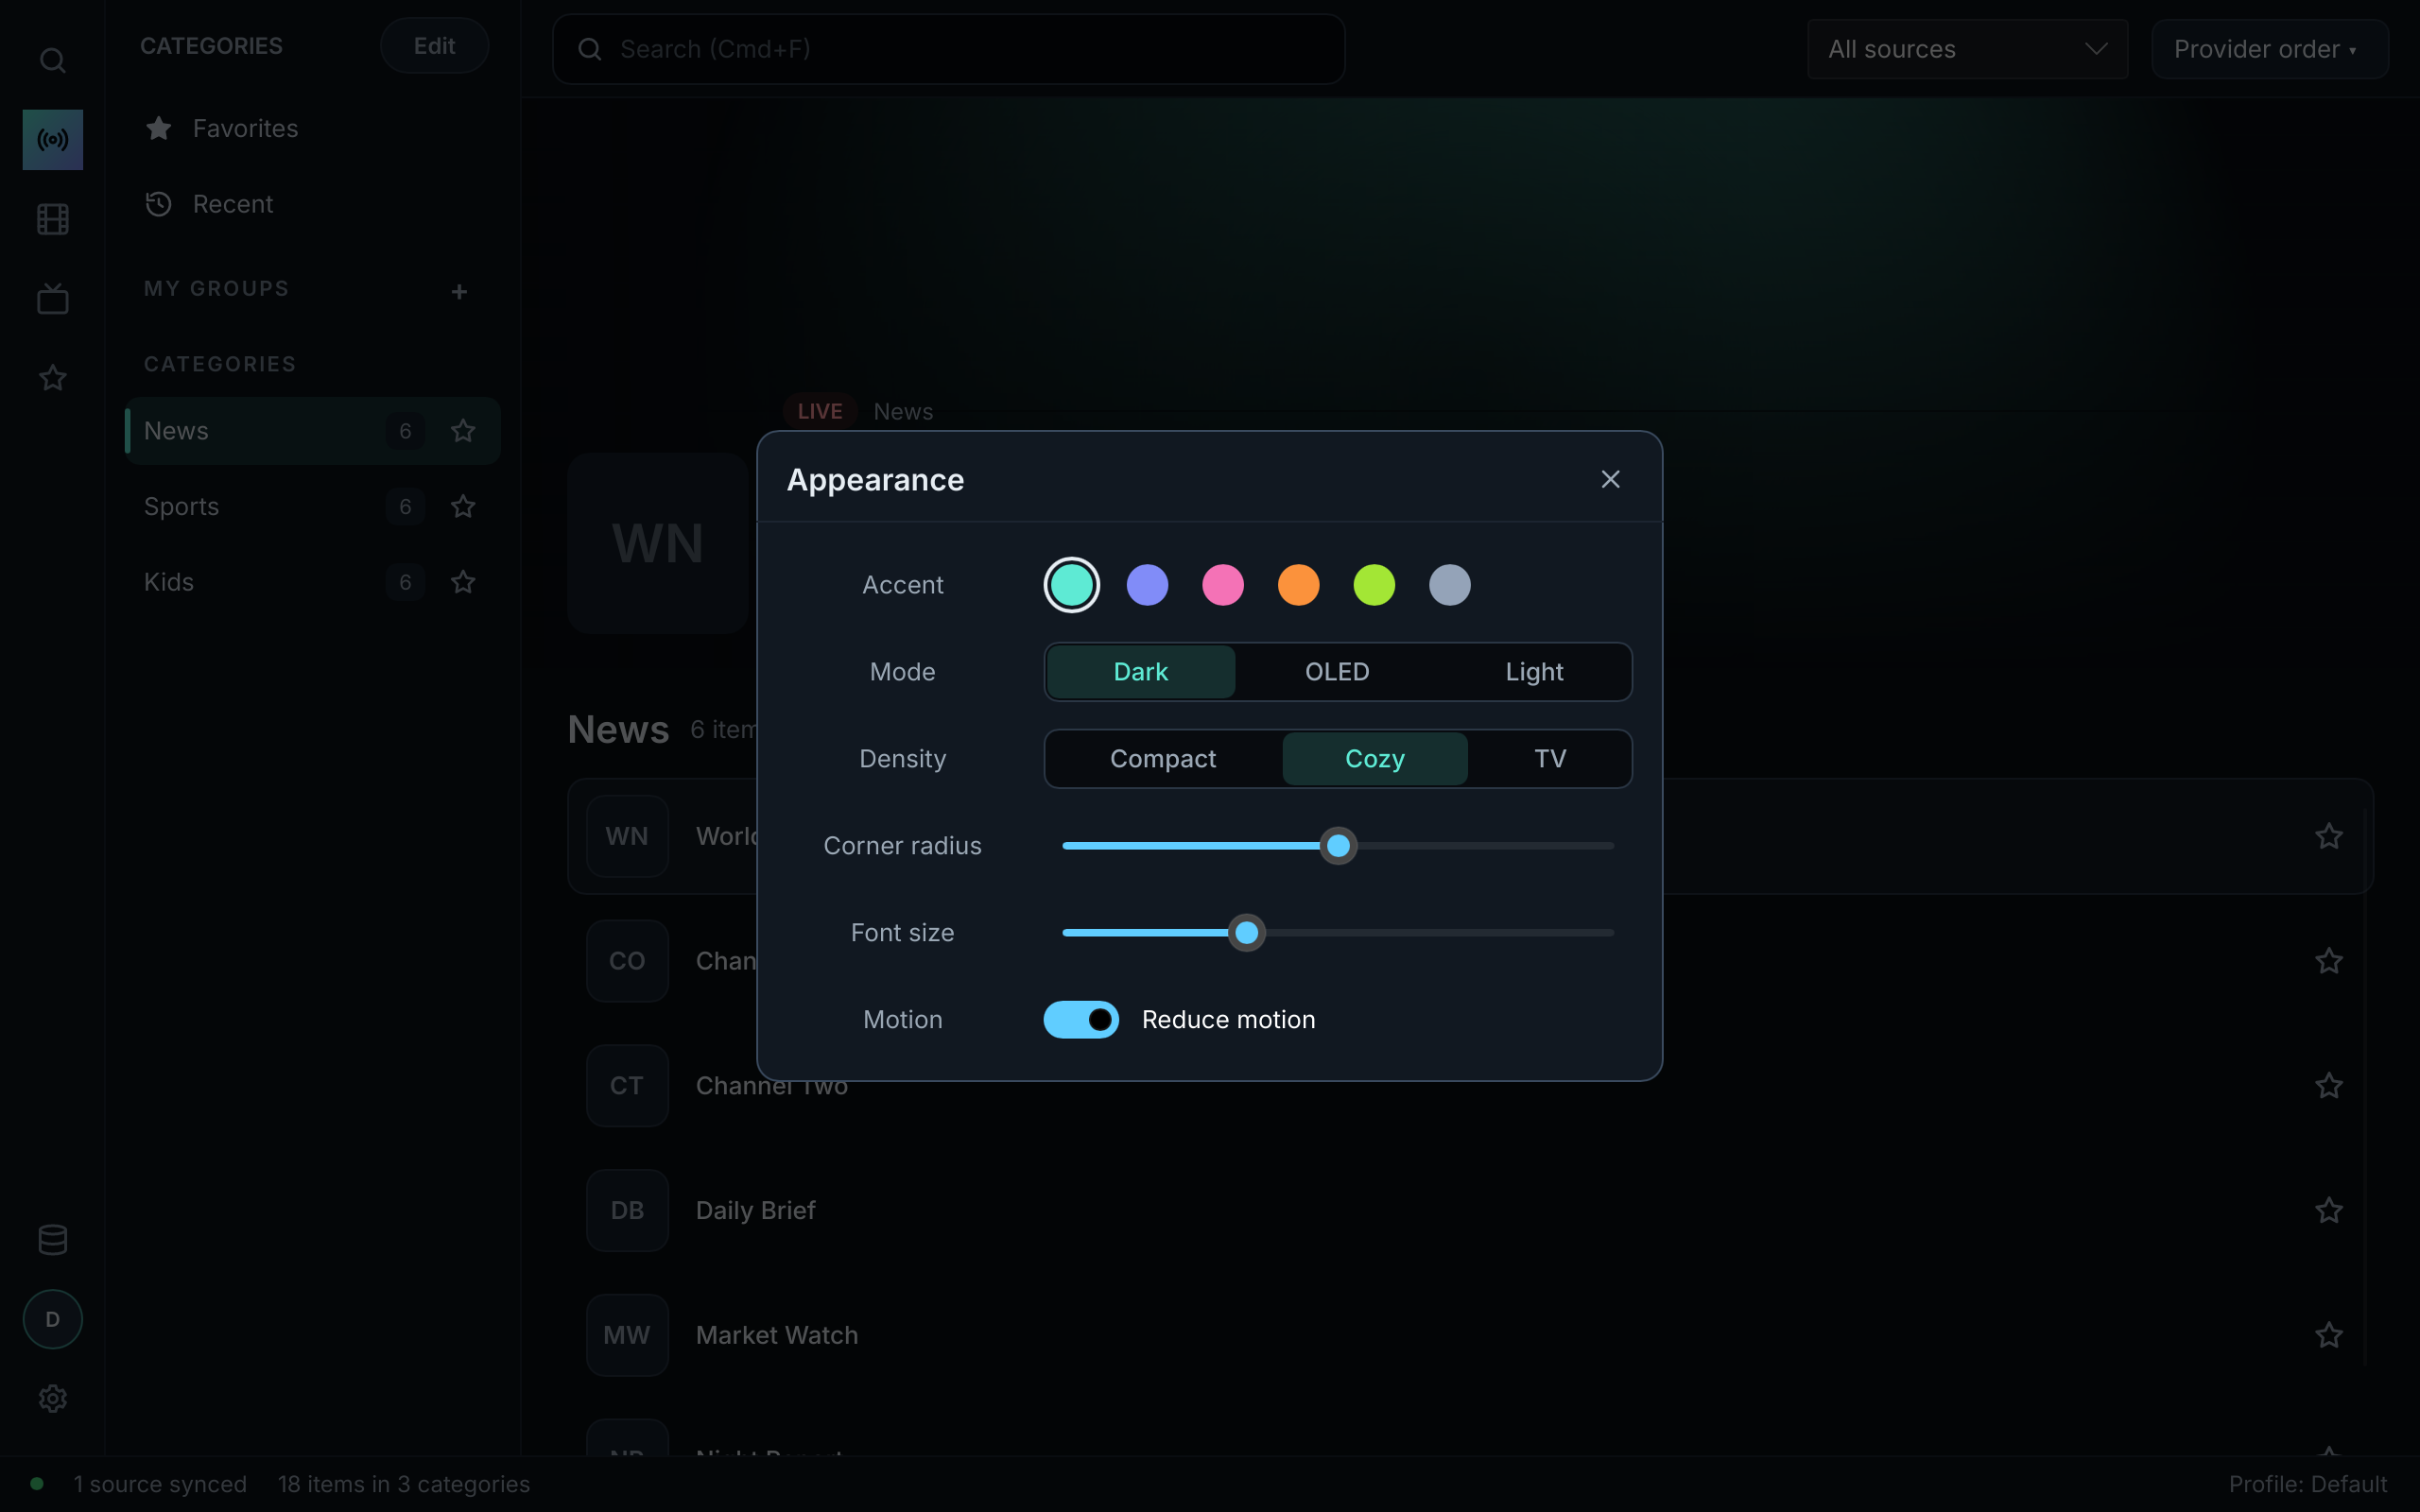 CATEGORIES
Edit
Search (Cmd+F)
All sources
Provider order ▾
Favorites
Recent
MY GROUPS
+
CATEGORIES
News 6
Sports 6
Kids 6
LIVE News
WN
Appearance
Accent
Mode Dark OLED Light
Density Compact Cozy TV
Corner radius
Font size
Motion Reduce motion
News 6
WN
CO
CT Channel Two
DB Daily Brief
MW Market Watch
D
1 source synced 18 items in 3 categories
Profile: Default